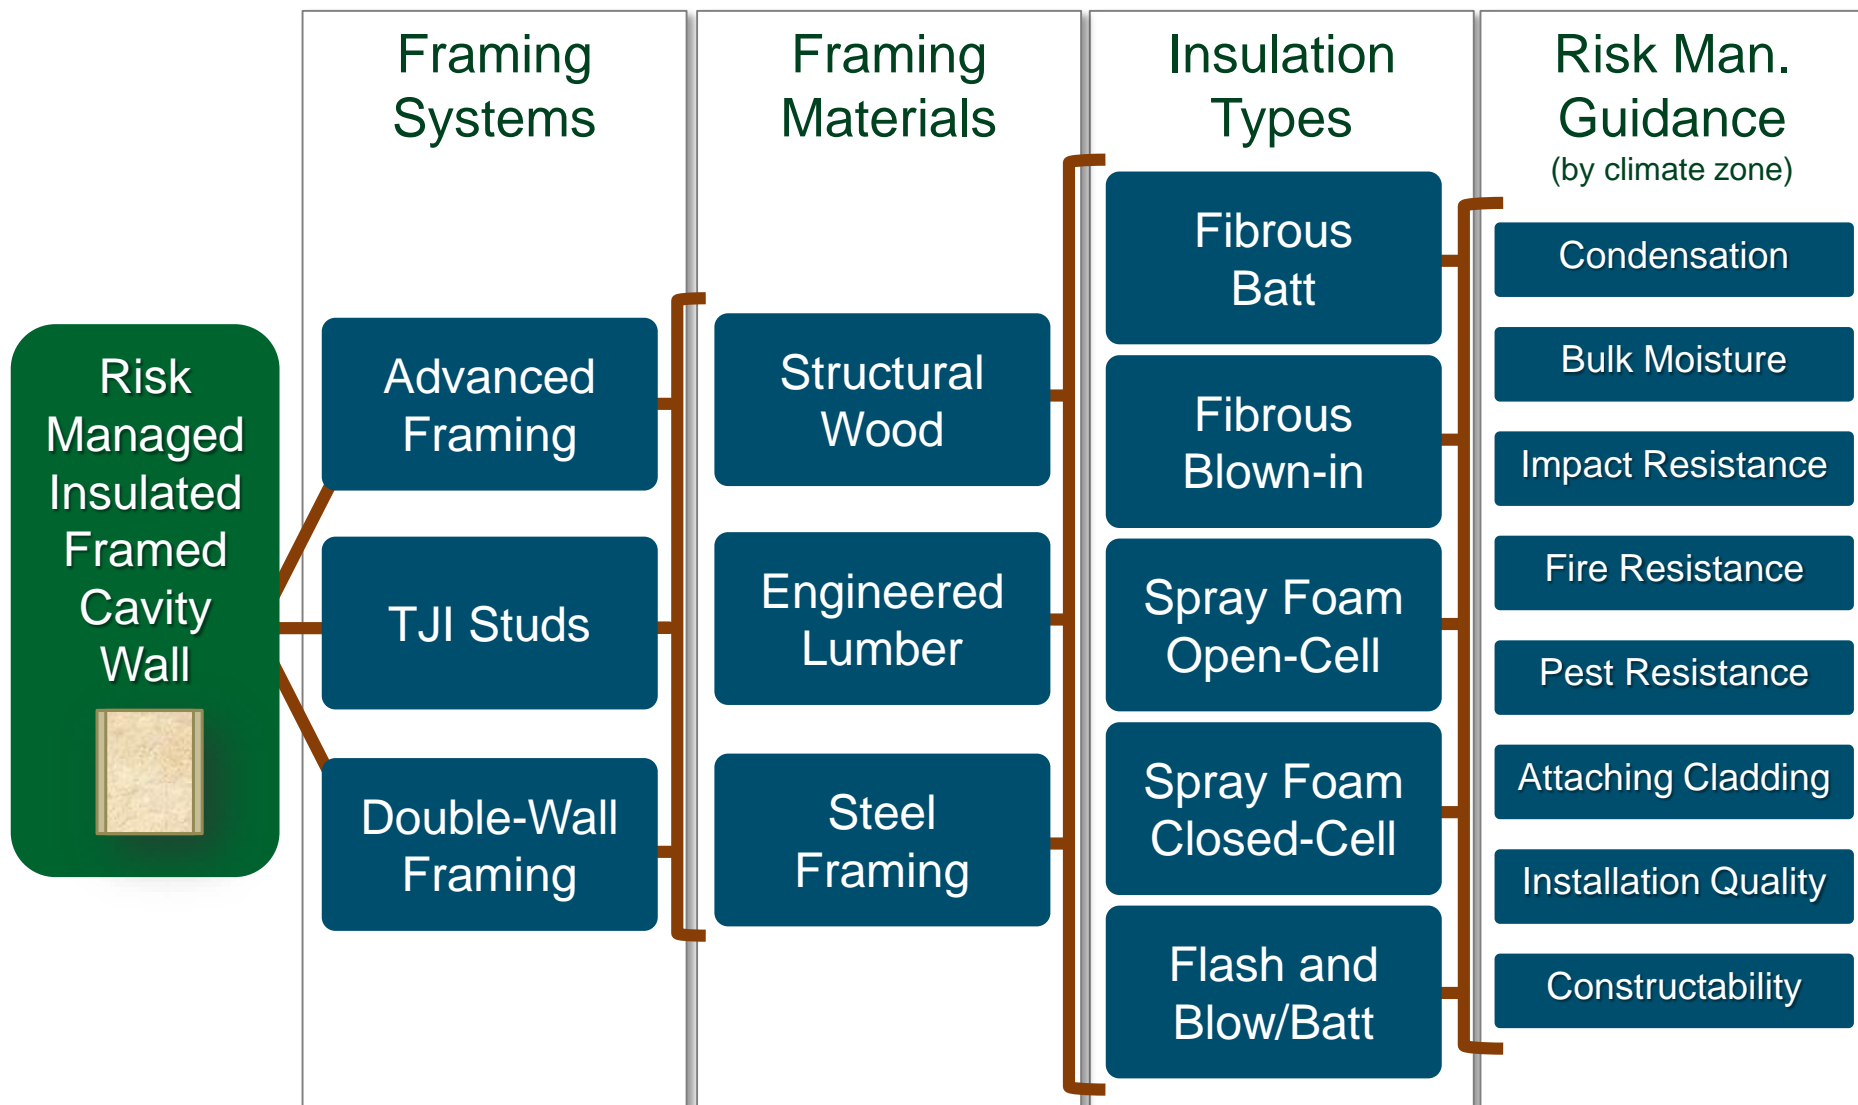 Risk
Managed
Insulated
Framed
Cavity
Wall
Framing
Systems
Advanced
Framing
TJI Studs
Double-Wall
Framing
Framing
Materials
Structural
Wood
Engineered
Lumber
Steel
Framing
Insulation
Types
Fibrous
Batt
Fibrous
Blown-in
Spray Foam
Open-Cell
Spray Foam
Closed-Cell
Flash and
Blow/Batt
Risk Man.
Guidance
(by climate zone)
Condensation
Bulk Moisture
Impact Resistance
Fire Resistance
Pest Resistance
Attaching Cladding
Installation Quality
Constructability